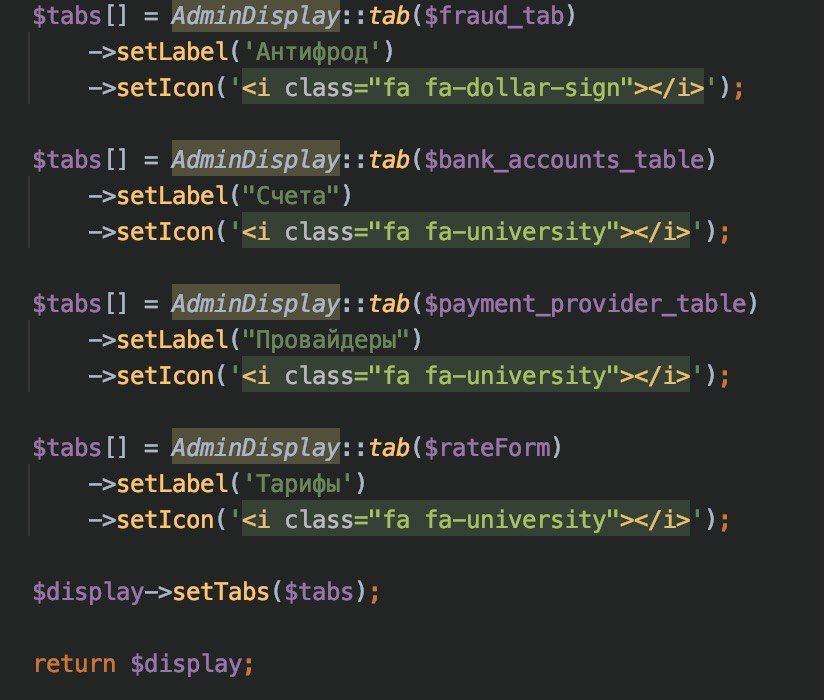 $tabs[] = AdminDisplay::tab($fraud_tab)
->setLabel('Антифрод')
->setIcon('<i class="fa fa-dollar-sign"></i>');
$tabs[] = AdminDisplay::tab($bank_accounts_table)
->setLabel("Счета")
->setIcon('<i class="fa fa-university"></i>');
$tabs[] = AdminDisplay::tab($payment_provider_table)
->setLabel("Провайдеры")
->setIcon('<i class="fa fa-university"></i>');
$tabs[] = AdminDisplay::tab($rateForm)
->setLabel('Тарифы')
->setIcon('<i class="fa fa-university"></i>');
$display->setTabs($tabs);
return $display;